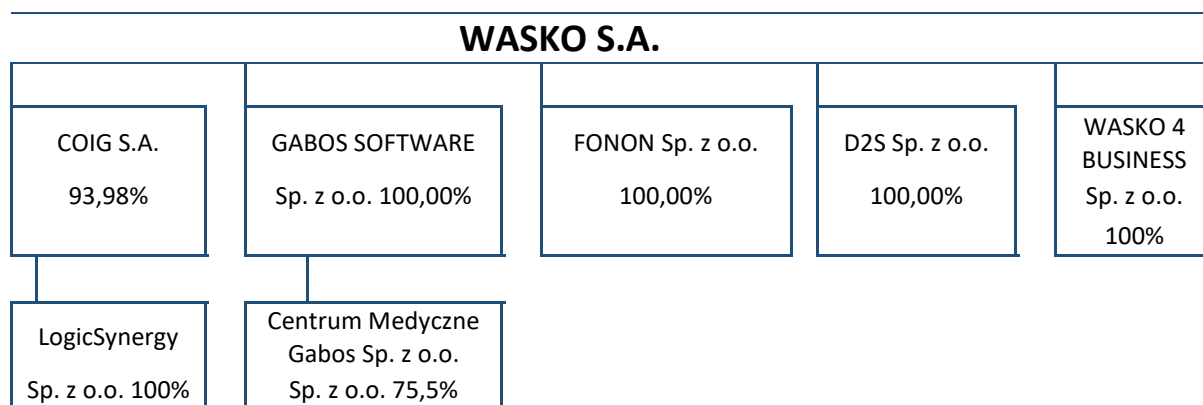 WASKO S.A.
COIG S.A.
93,98%
GABOS SOFTWARE
Sp. z o.o. 100,00%
FONON Sp. z o.o.
100,00%
D2S Sp. z o.o.
100,00%
WASKO 4
BUSINESS
Sp. z o.o.
100%
LogicSynergy
Sp. z o.o. 100%
Centrum Medyczne
Gabos Sp. z o.o.
Sp. z o.o. 75,5%